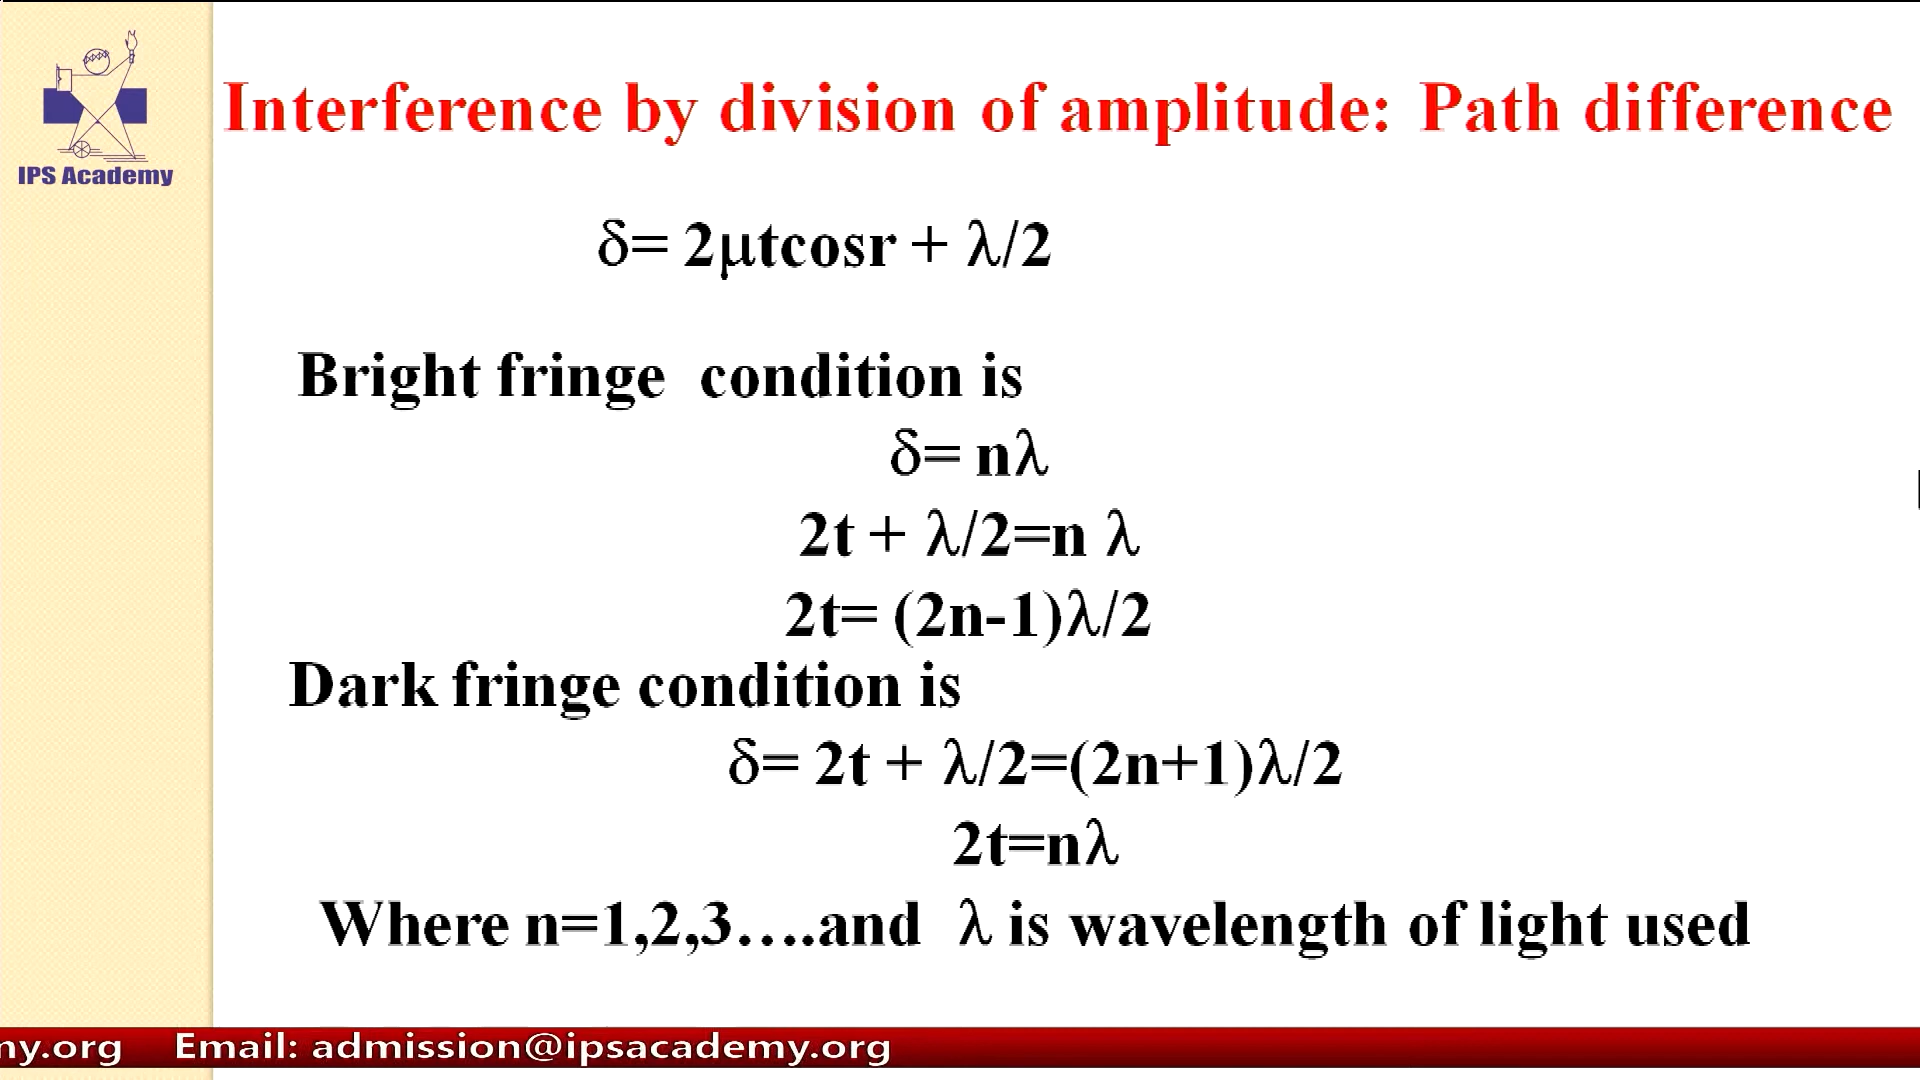 IPS Academy
Interference by division of amplitude: Path difference
δ= 2μtcosr + λ/2
Bright fringe condition is
δ= nλ
2t + λ/2=n λ
2t= (2n-1)λ/2
Dark fringe condition is
δ= 2t + λ/2=(2n+1)λ/2
2t=nλ
Where n=1,2,3….and λ is wavelength of light used
my.org Email: admission@ipsacademy.org